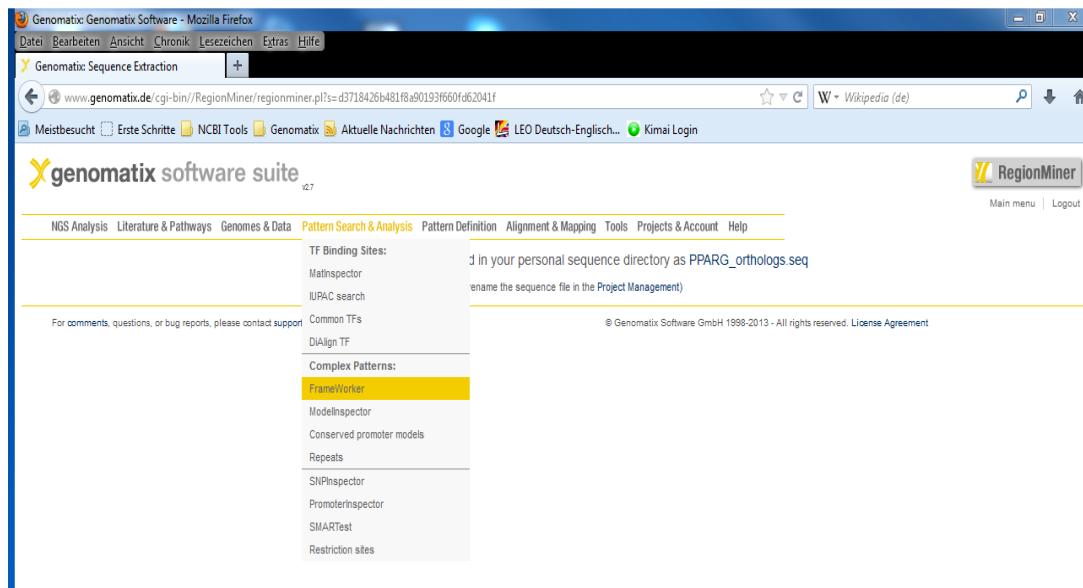 Genomatix: Genomatix Software - Mozilla Firefox
Datei Bearbeiten Ansicht Chronik Lesezeichen Extras Hilfe
Genomatix: Sequence Extraction
www.genomatix.de/cgi-bin//RegionMiner/regionminer.pl?s=d3718426b481f8a90193f660fd62041f
W Wikipedia (de)
Meistbesucht Erste Schritte NCBI Tools Genomatix Aktuelle Nachrichten Google LEO Deutsch-Englisch... Kimai Login
genomatix software suite
v2.7
RegionMiner
Main menu | Logout
NGS Analysis Literature & Pathways Genomes & Data Pattern Search & Analysis Pattern Definition Alignment & Mapping Tools Projects & Account Help
d in your personal sequence directory as PPARG_orthologs.seq
rename the sequence file in the Project Management)
For comments, questions, or bug reports, please contact support
© Genomatix Software GmbH 1998-2013 - All rights reserved. License Agreement
TF Binding Sites:
MatInspector
IUPAC search
Common TFs
DiAlign TF
Complex Patterns:
FrameWorker
ModelInspector
Conserved promoter models
Repeats
SNPInspector
PromoterInspector
SMARTest
Restriction sites